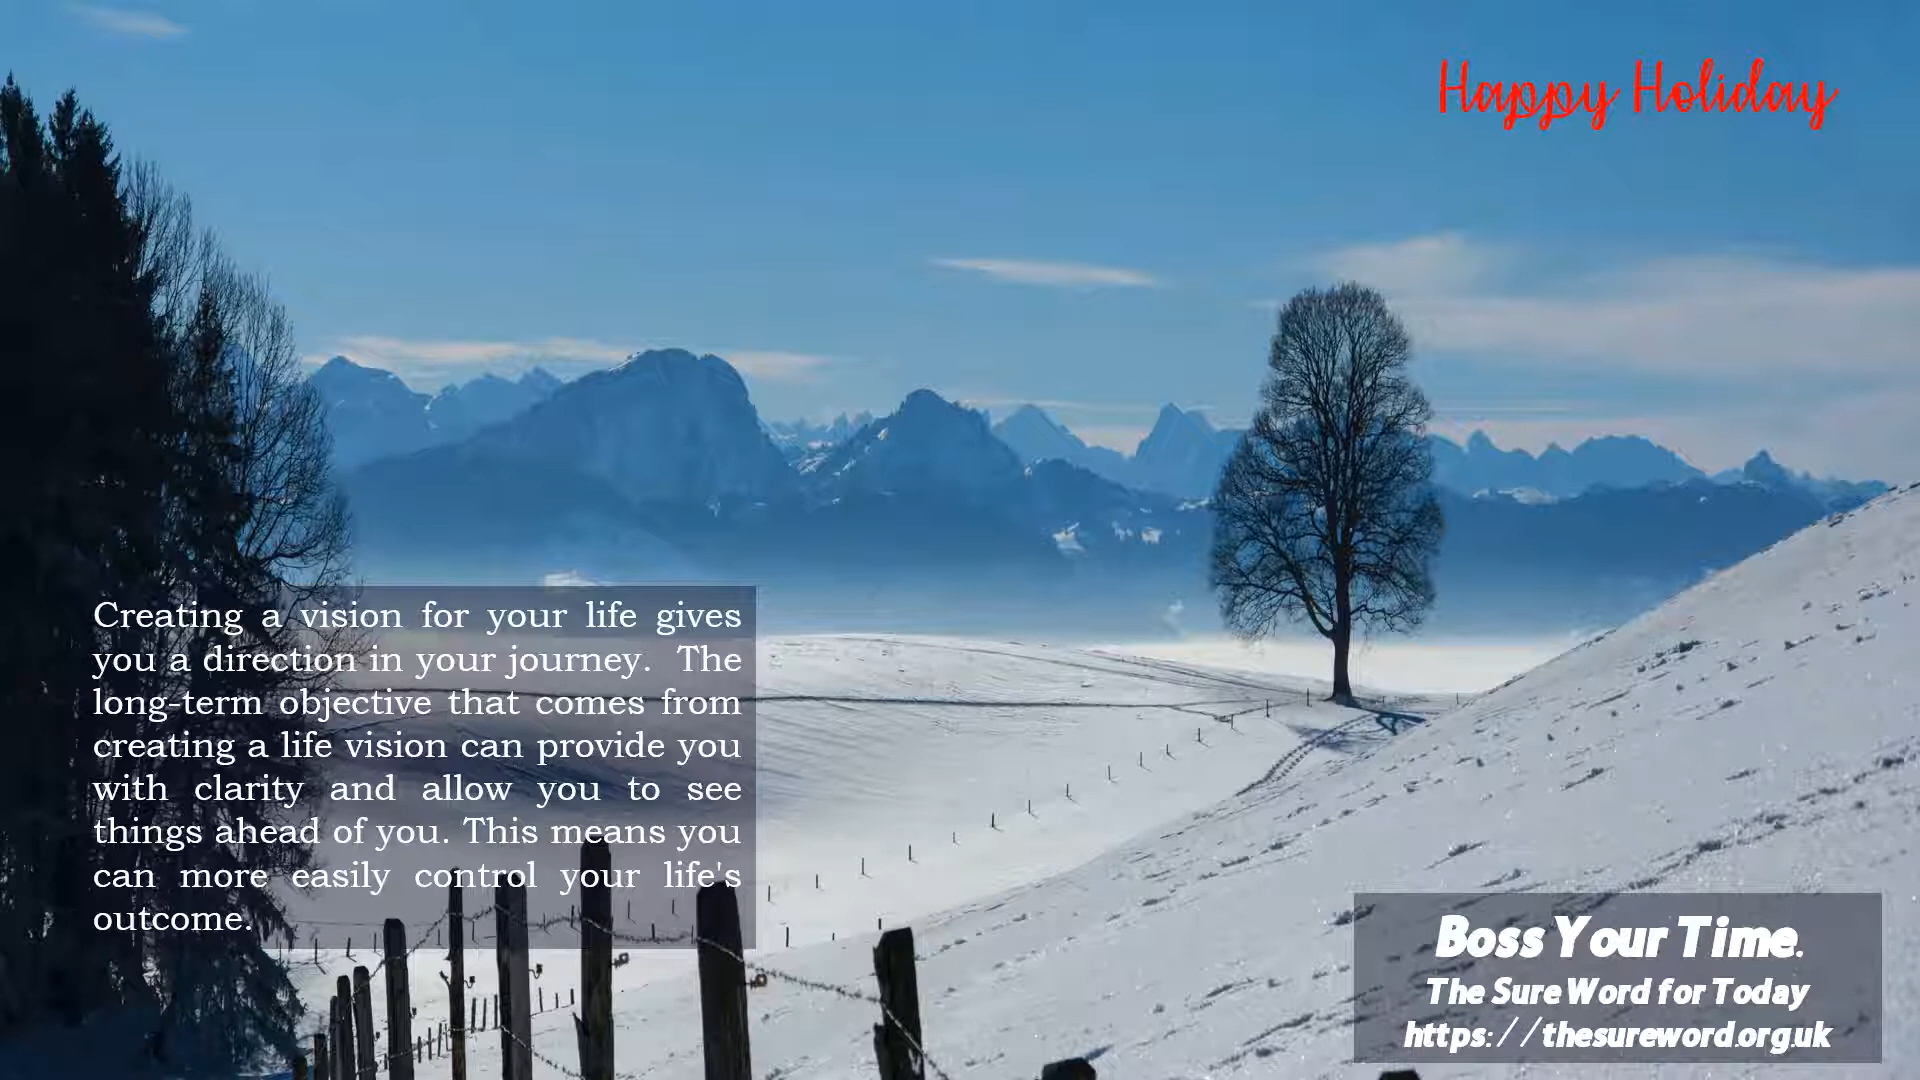 Happy Holiday
Creating a vision for your life gives
you a direction in your journey.  The
long-term objective that comes from
creating a life vision can provide you
with clarity and allow you to see
things ahead of you. This means you
can more easily control your life's
outcome.
Boss Your Time.
The Sure Word for Today
https://thesureword.org.uk